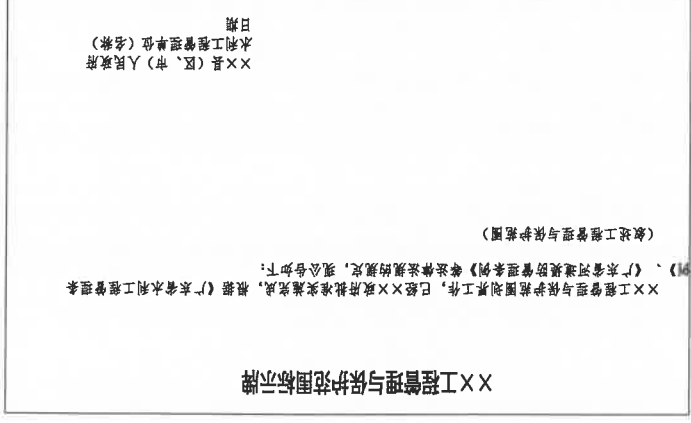 ××工程管理与保护范围标示牌
××工程管理与保护范围划界工作，已经××政府批准实施完成，根据《广东省水利工程管理条
例》、《广东省河道堤防管理条例》等法律法规的规定，现公告如下：
（叙述工程管理与保护范围）
××县（区、市）人民政府
水利工程管理单位（名称）
日期